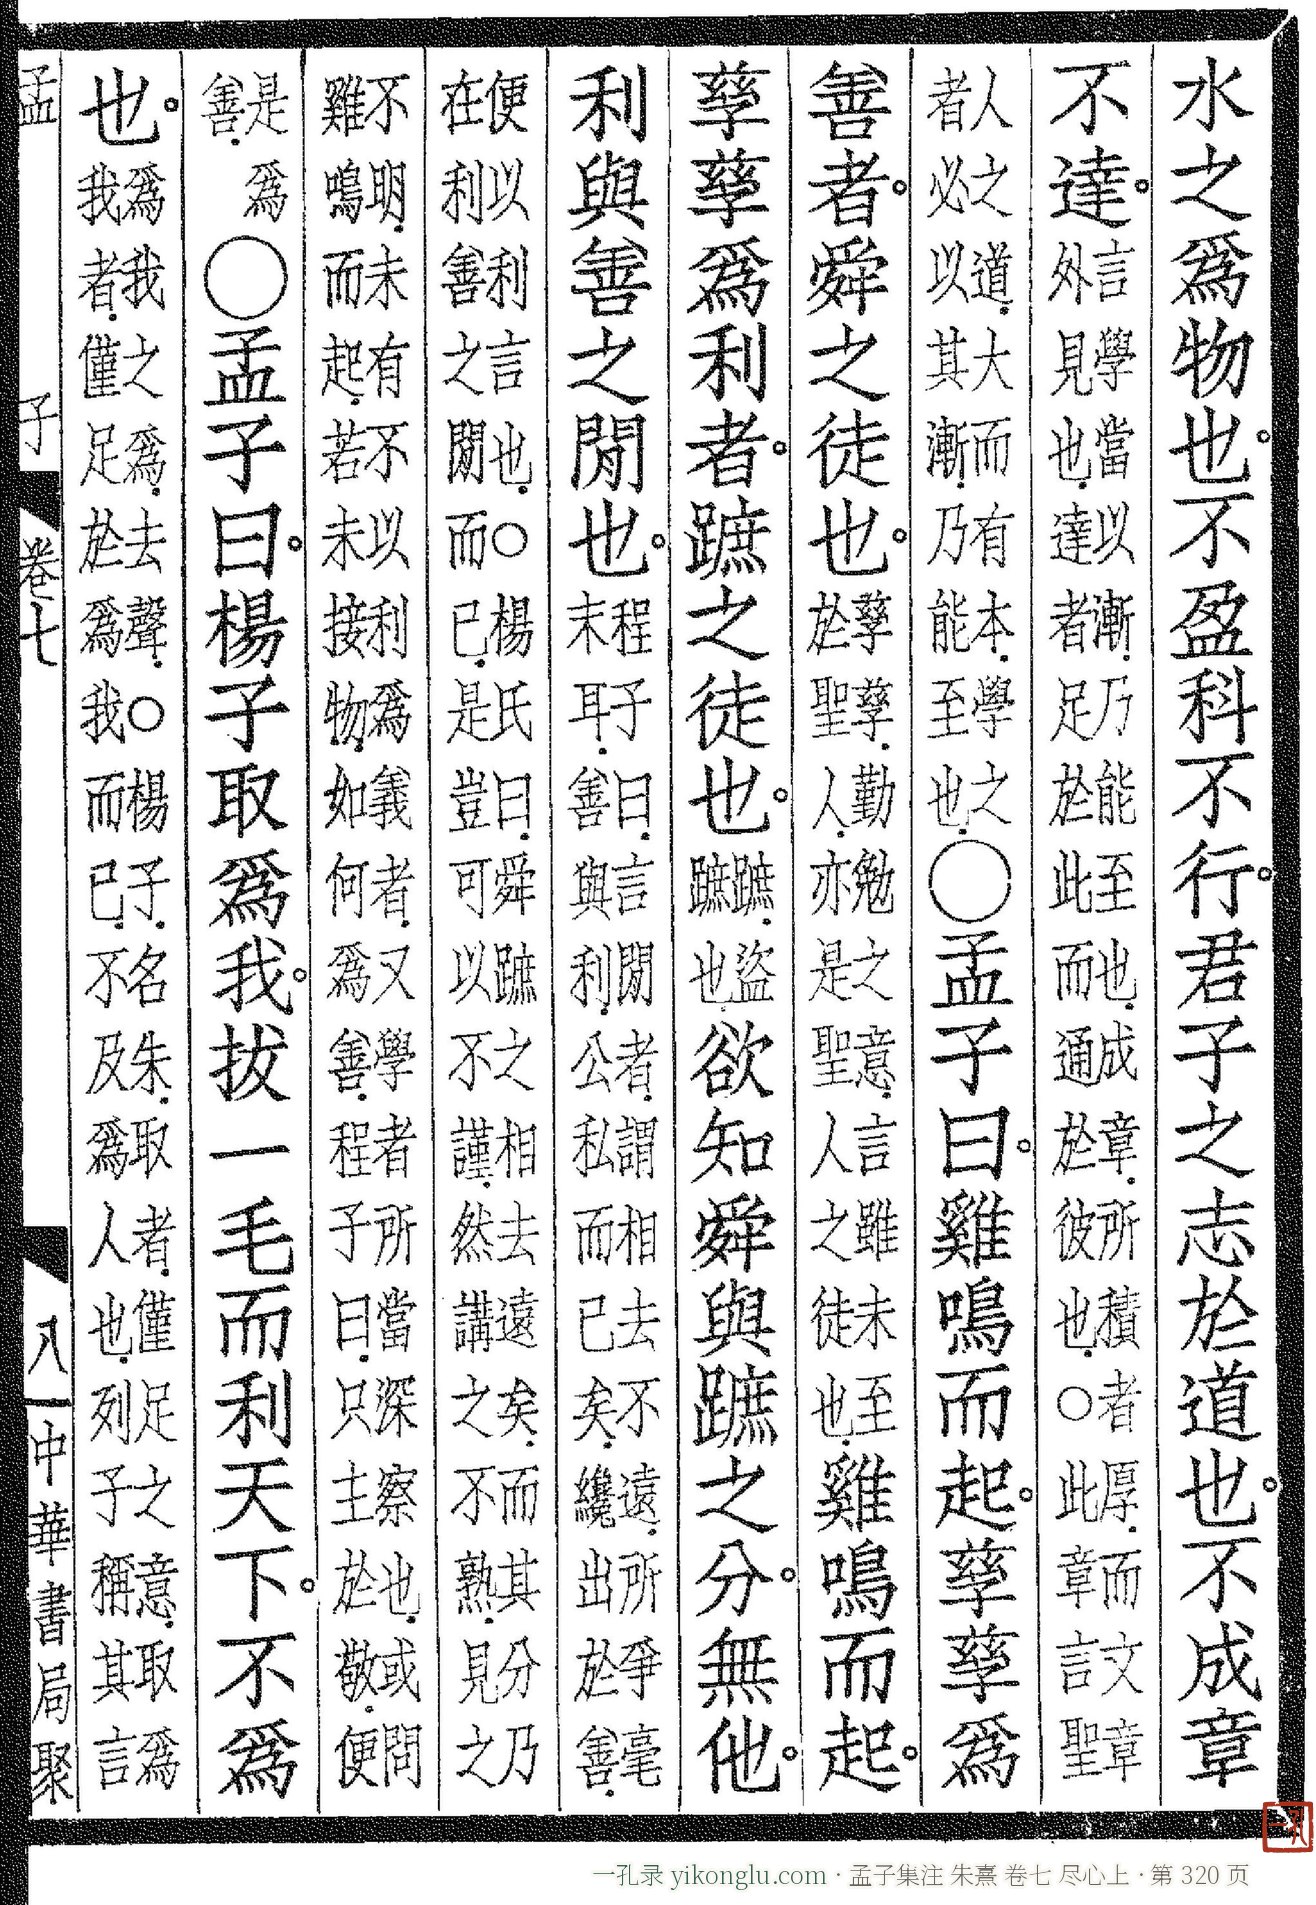 水之爲物也。不盈科不行。君子之志於道也。不成章
不達。言學當以漸.乃能至也.成章.所積者厚.而文章外見也.達者足於此而通於彼也.○此章言聖
人之道.大而有本.學之者必以其漸.乃能至也.○孟子曰。雞鳴而起。孳孳爲
善者。舜之徒也。孳孳.勤勉之意.言雖未至於聖人.亦是聖人之徒也.雞鳴而起。
孳孳爲利者。蹠之徒也。蹠.盜蹠也.欲知舜與蹠之分。無他。
利與善之閒也。程子曰.言閒者.謂相去不遠.所爭毫末耳.善與利.公私而已矣.纔出於善.
便以利言也.○楊氏曰.舜蹠之相去遠矣.而其分乃在利善之閒而已.是豈可以不謹.然講之不熟.見之
不明.未有不以利爲義者.又學者所當深察也.或問雞鳴而起.若未接物.如何爲善.程子曰.只主於敬.便
是爲善.○孟子曰。楊子取爲我。拔一毛而利天下。不爲
也。爲我之爲.去聲.○楊子.名朱.取者.僅足之意.取爲我者.僅足於爲我而已.不及爲人也.列子稱其言
孟子 卷七 八 中華書局聚
一孔录 yikonglu.com · 孟子集注 朱熹 卷七 尽心上 · 第 320 页